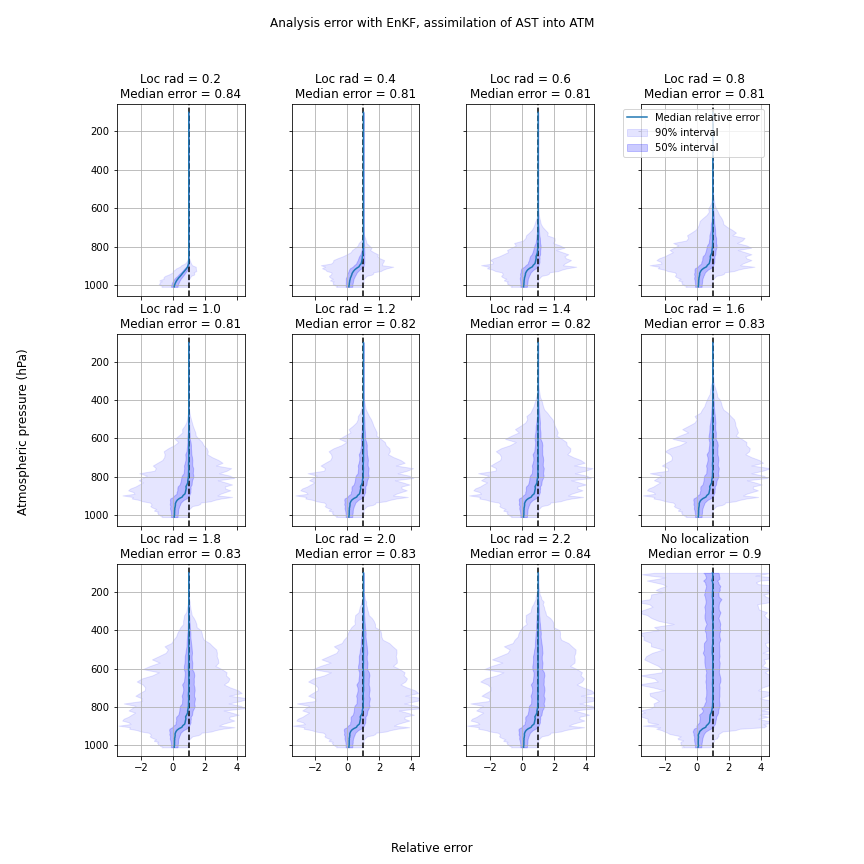 Analysis error with EnKF, assimilation of AST into ATM
Loc rad = 0.2
Median error = 0.84
Loc rad = 0.4
Median error = 0.81
Loc rad = 0.6
Median error = 0.81
Loc rad = 0.8
Median error = 0.81
200
400
600
800
1000
Median relative error
90% interval
50% interval
Loc rad = 1.0
Median error = 0.81
Loc rad = 1.2
Median error = 0.82
Loc rad = 1.4
Median error = 0.82
Loc rad = 1.6
Median error = 0.83
200
400
600
800
1000
Atmospheric pressure (hPa)
Loc rad = 1.8
Median error = 0.83
Loc rad = 2.0
Median error = 0.83
Loc rad = 2.2
Median error = 0.84
No localization
Median error = 0.9
200
400
600
800
1000
−2 0 2 4
−2 0 2 4
−2 0 2 4
−2 0 2 4
Relative error